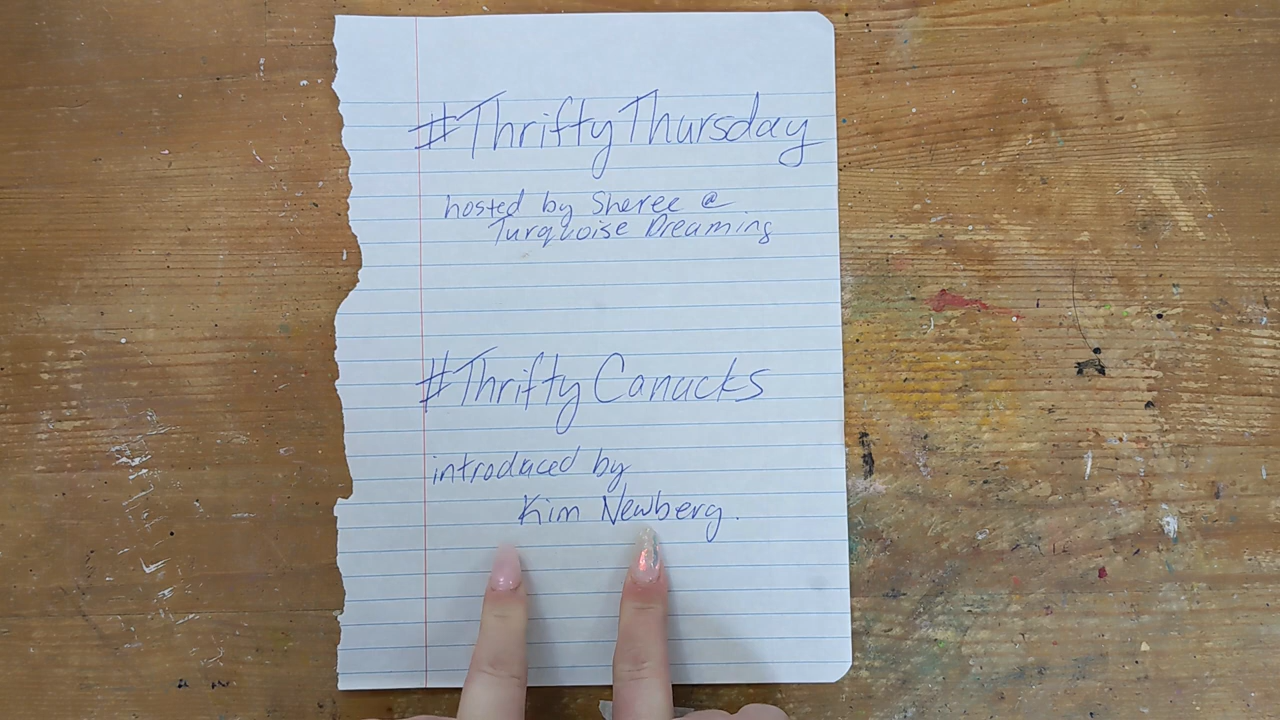 #ThriftyThursday
hosted by Sheree @
Turquoise Dreaming
#ThriftyCanucks
introduced by
Kim Newberg.